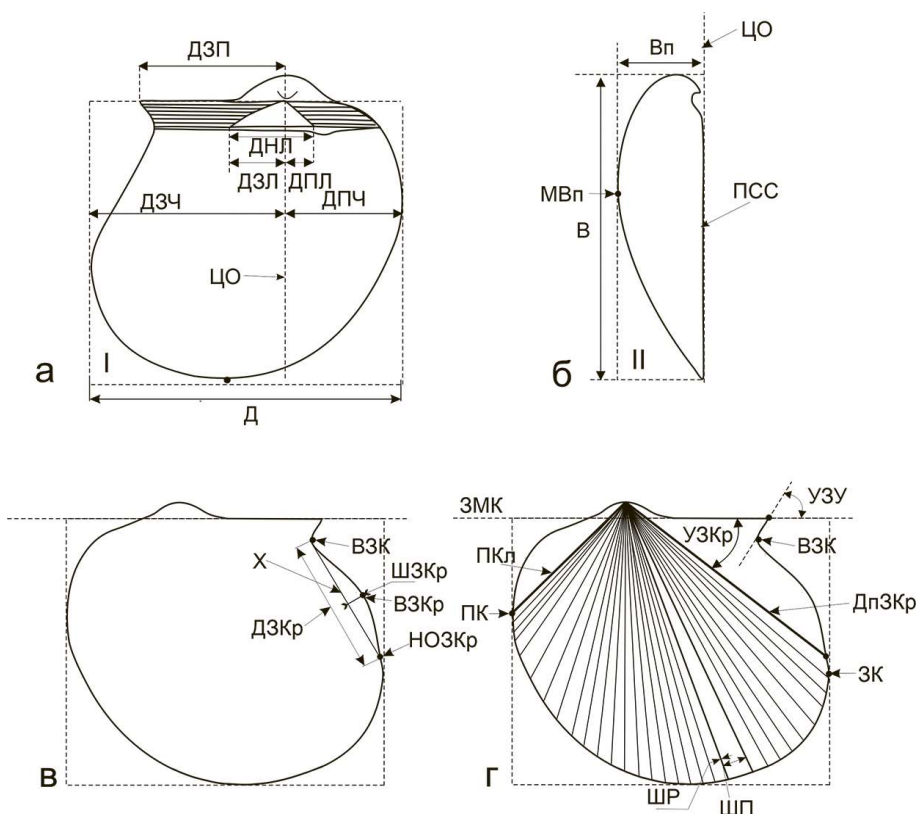 ДЗП
ДНЛ
ДЗЛ
ДПЛ
ДЗЧ
ДПЧ
ЦО
I
а
Д
ЦО
Вп
МВп
В
ПСС
II
б
ВЗК
Х
ШЗКр
ВЗКр
ДЗКр
НОЗКр
в
ЗМК
УЗУ
УЗКр
ВЗК
ПКл
ДпЗКр
ПК
ЗК
г
ШР
ШП